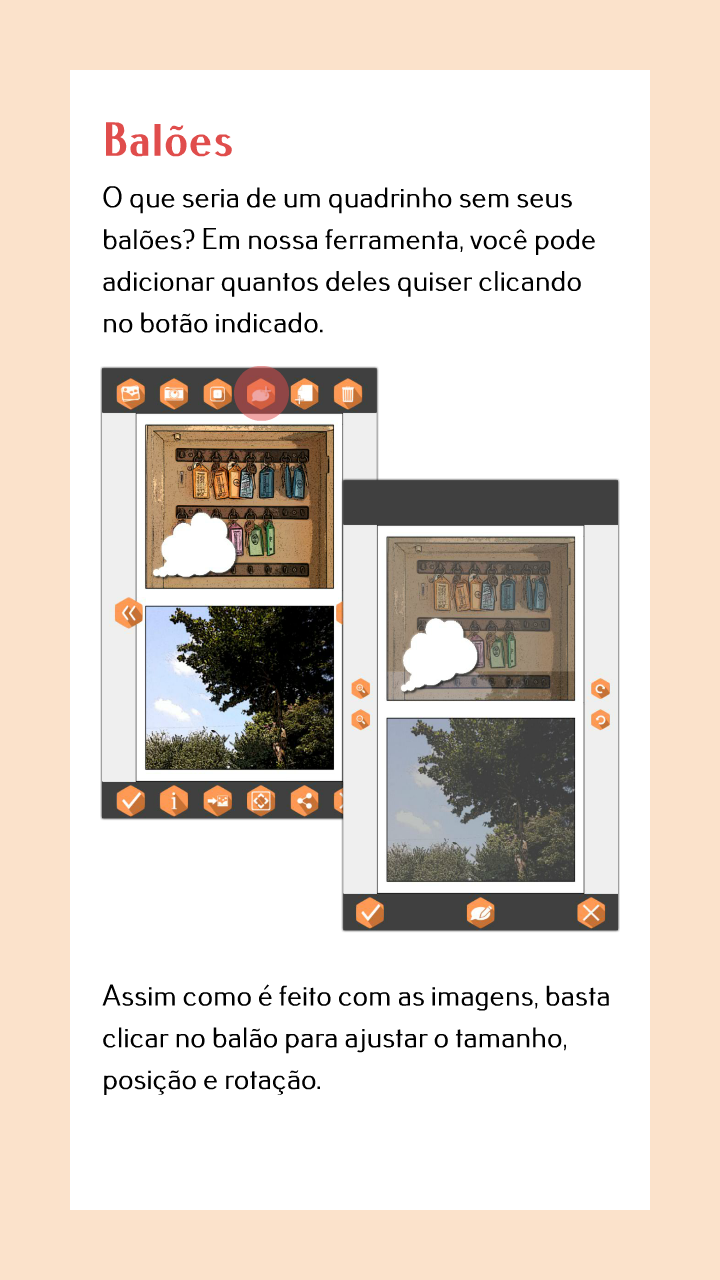 Balões
O que seria de um quadrinho sem seus
balões? Em nossa ferramenta, você pode
adicionar quantos deles quiser clicando
no botão indicado.
Assim como é feito com as imagens, basta
clicar no balão para ajustar o tamanho,
posição e rotação.